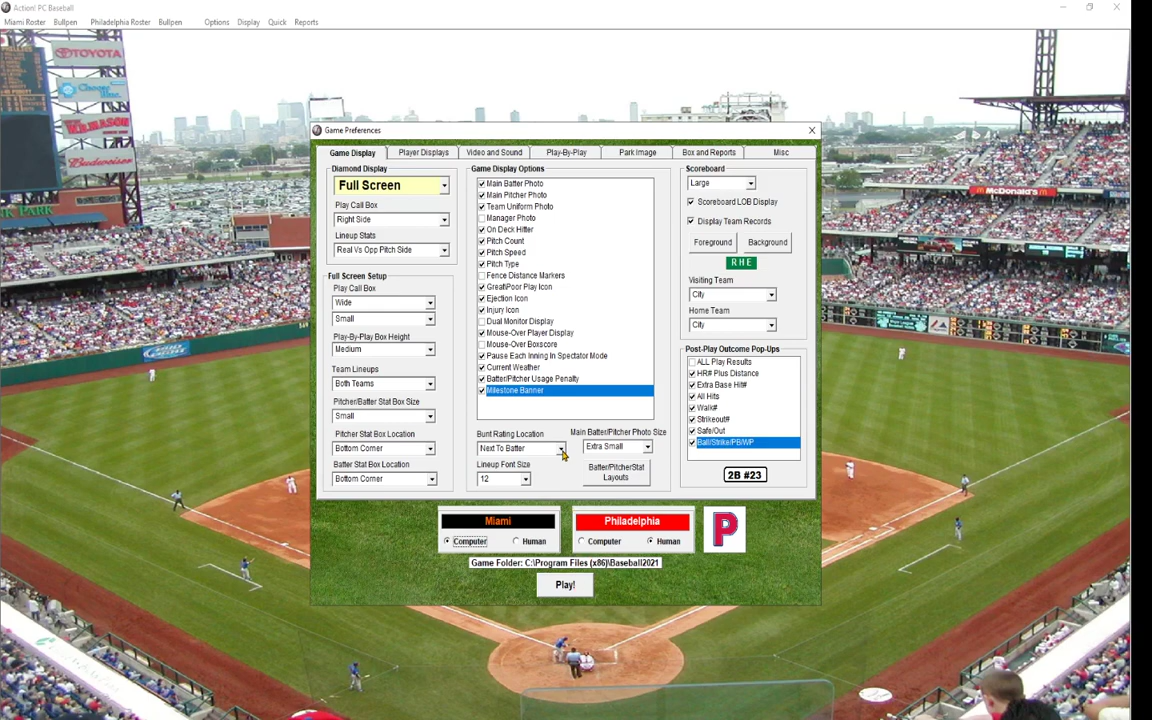 Action! PC Baseball
Miami Roster Bullpen Philadelphia Roster Bullpen Options Display Quick Reports
PHILLIES
TOYOTA
Budweiser
McDonald's
Game Preferences
Game Display Player Displays Video and Sound Play-By-Play Park Image Box and Reports Misc
Diamond Display
Full Screen
Play Call Box
Right Side
Lineup Stats
Real Vs Opp Pitch Side
Full Screen Setup
Play Call Box
Wide
Small
Play-By-Play Box Height
Medium
Team Lineups
Both Teams
Pitcher/Batter Stat Box Size
Small
Pitcher Stat Box Location
Bottom Corner
Batter Stat Box Location
Bottom Corner
Game Display Options
Main Batter Photo
Main Pitcher Photo
Team Uniform Photo
Manager Photo
On Deck Hitter
Pitch Count
Pitch Speed
Pitch Type
Fence Distance Markers
Great\Poor Play Icon
Ejection Icon
Injury Icon
Dual Monitor Display
Mouse-Over Player Display
Mouse-Over Boxscore
Pause Each Inning In Spectator Mode
Current Weather
Batter/Pitcher Usage Penalty
Milestone Banner
Bunt Rating Location
Next To Batter
Main Batter/Pitcher Photo Size
Extra Small
Lineup Font Size
12
Batter/PitcherStat
Layouts
Scoreboard
Large
Scoreboard LOB Display
Display Team Records
Foreground Background
R H E
Visiting Team
City
Home Team
City
Post-Play Outcome Pop-Ups
ALL Play Results
HR# Plus Distance
Extra Base Hit#
All Hits
Walk#
Strikeout#
Safe/Out
Ball/Strike/PB/WP
2B #23
Miami
Computer Human
Philadelphia
Computer Human
P
Game Folder: C:\Program Files (x86)\Baseball2021
Play!